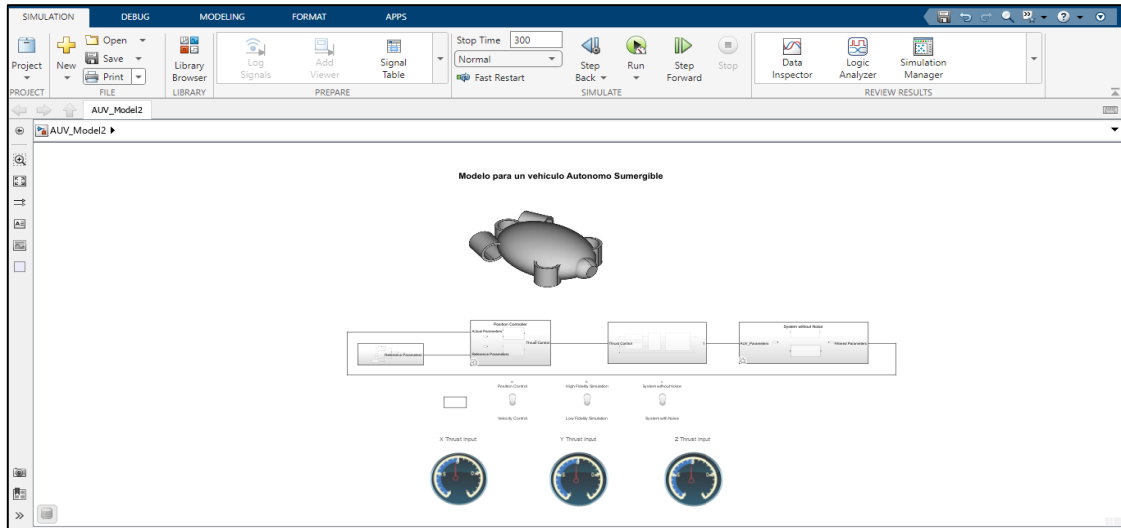 SIMULATION DEBUG MODELING FORMAT APPS
Project
New
Open
Save
Print
Library Browser
Log Signals
Add Viewer
Signal Table
Stop Time 300
Normal
Fast Restart
Step Back
Run
Step Forward
Stop
Data Inspector
Logic Analyzer
Simulation Manager
PROJECT FILE LIBRARY PREPARE SIMULATE REVIEW RESULTS
AUV_Model2
AUV_Model2
Modelo para un vehículo Autonomo Sumergible
Position Controller
Actual Parameters
Thrust Control
Reference Parameters
Reference Parameters
Thrust Control
System without Noise
AUV_Parameters
Filtered Parameters
Position Control High Fidelity Simulation System without Noise
Velocity Control Low Fidelity Simulation System with Noise
X Thrust Input Y Thrust Input Z Thrust Input